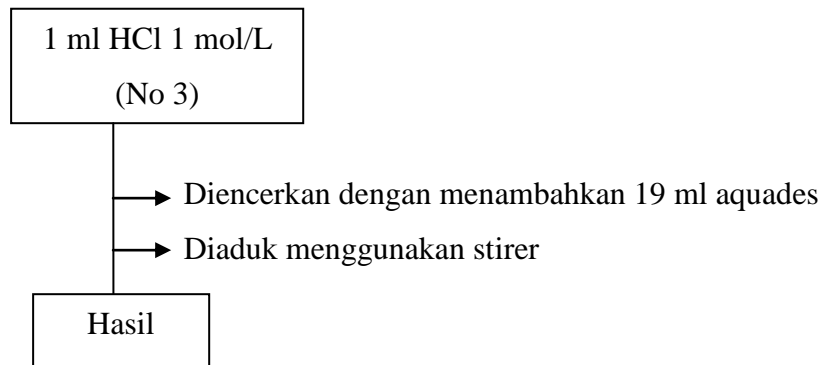 1 ml HCl 1 mol/L
(No 3)
Diencerkan dengan menambahkan 19 ml aquades
Diaduk menggunakan stirer
Hasil